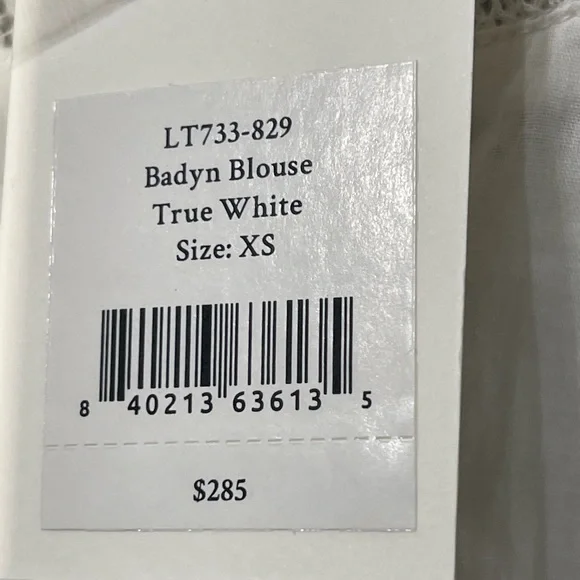 LT733-829
Badyn Blouse
True White
Size: XS
8 40213 63613 5
$285